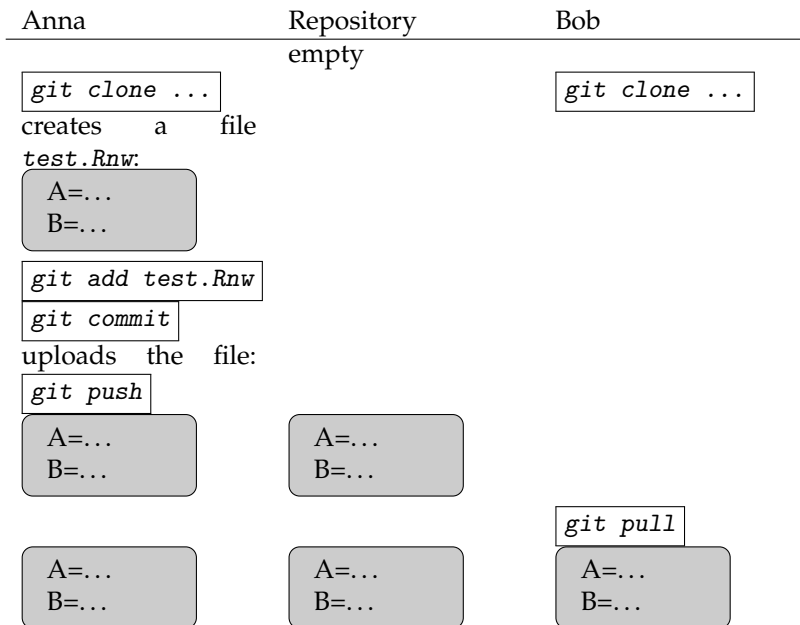 Anna Repository Bob
empty
git clone ... git clone ...
creates a file
test.Rnw:
A=...
B=...
git add test.Rnw
git commit
uploads the file:
git push
A=... A=...
B=... B=...
git pull
A=... A=... A=...
B=... B=... B=...